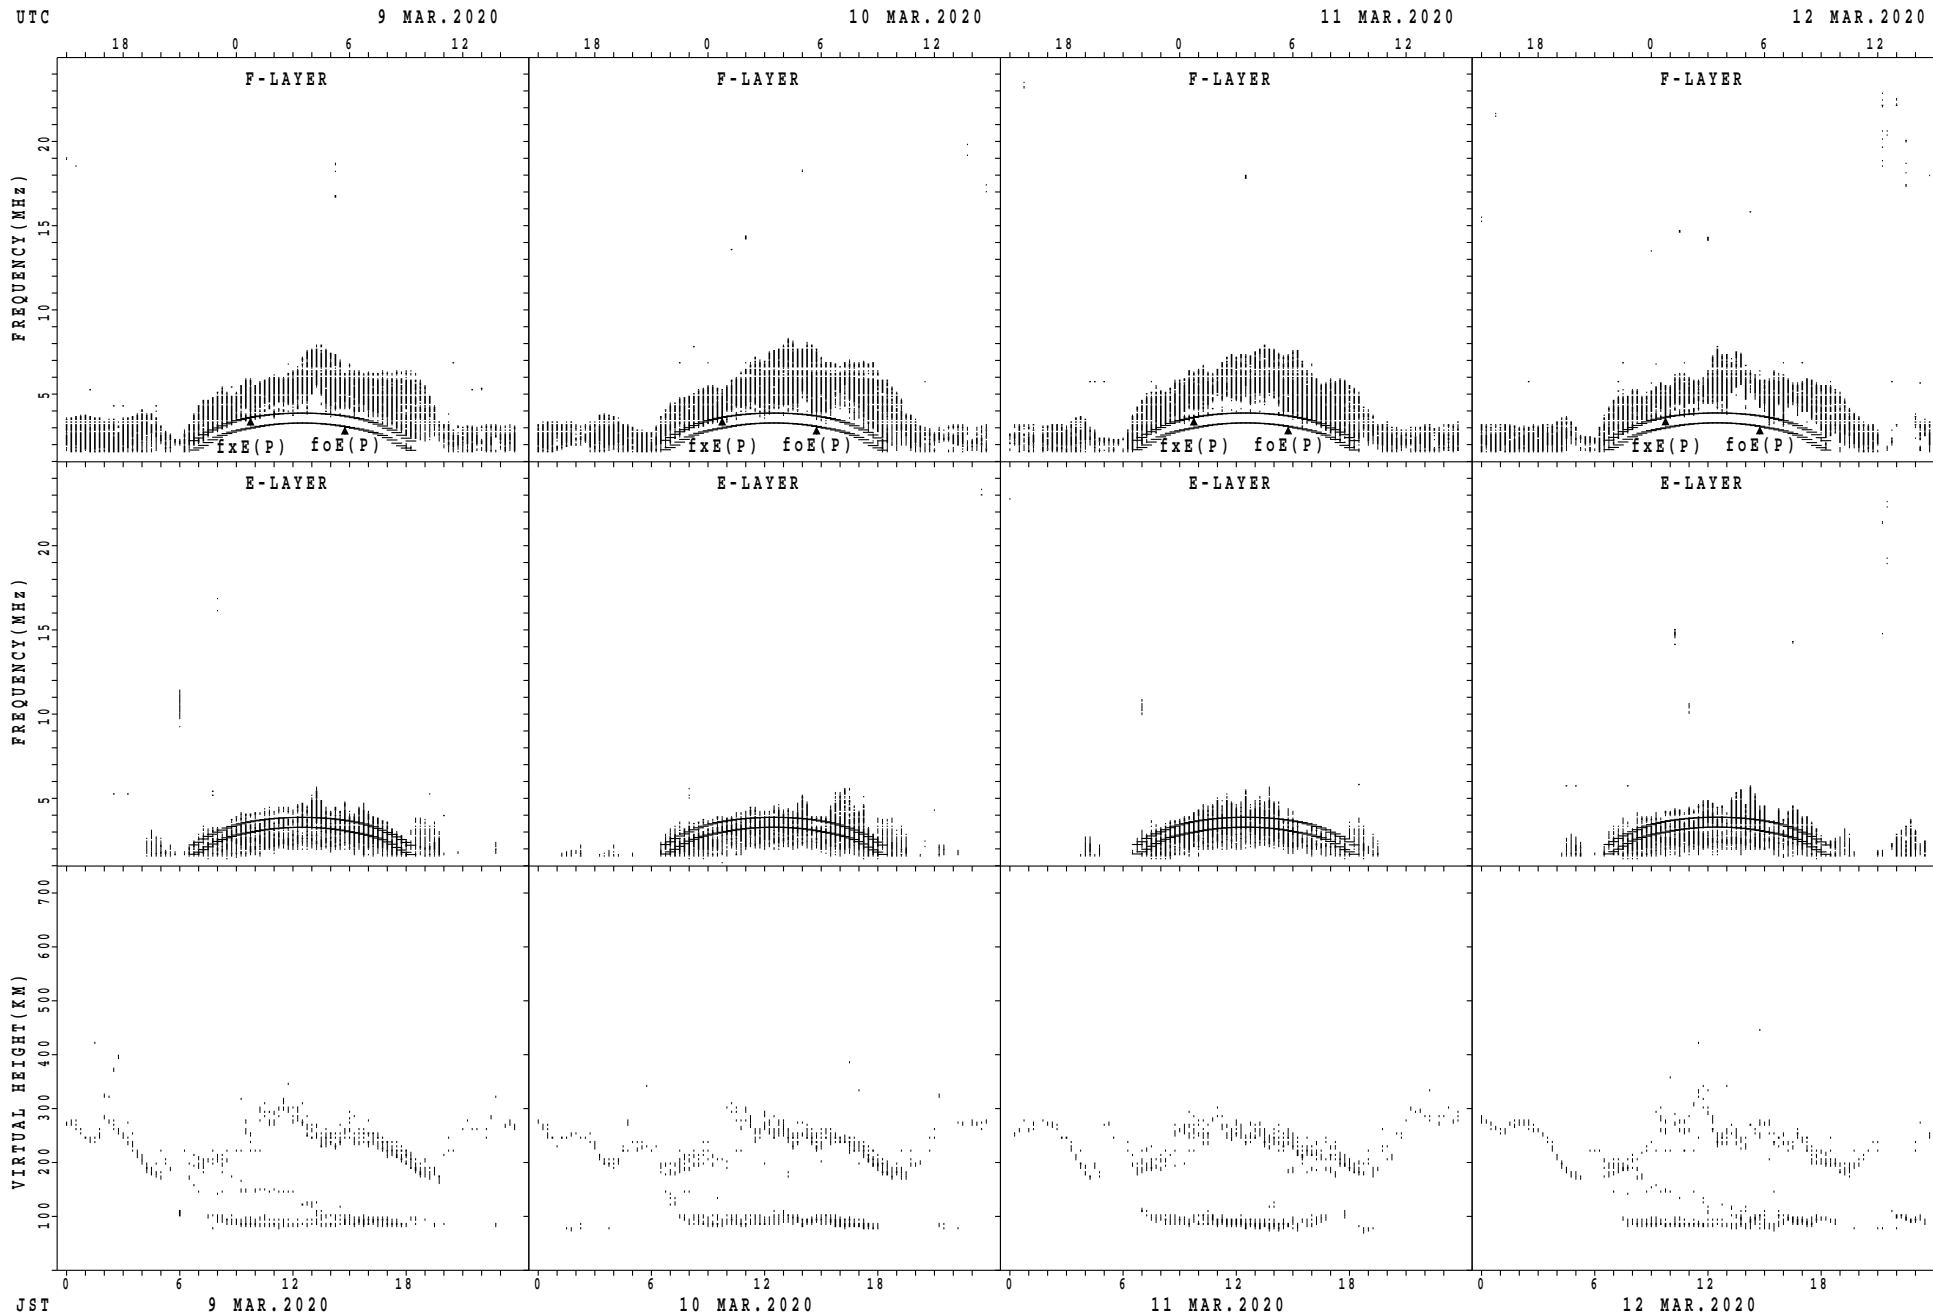 UTC 9 MAR.2020 10 MAR.2020 11 MAR.2020 12 MAR.2020
18 0 6 12 18 0 6 12 18 0 6 12 18 0 6 12
F-LAYER F-LAYER F-LAYER F-LAYER
FREQUENCY(MHz)
20
15
10
5
fxE(P) foE(P) fxE(P) foE(P) fxE(P) foE(P) fxE(P) foE(P)
E-LAYER E-LAYER E-LAYER E-LAYER
FREQUENCY(MHz)
20
15
10
5
VIRTUAL HEIGHT(KM)
700
600
500
400
300
200
100
0 6 12 18 0 6 12 18 0 6 12 18 0 6 12 18
JST 9 MAR.2020 10 MAR.2020 11 MAR.2020 12 MAR.2020